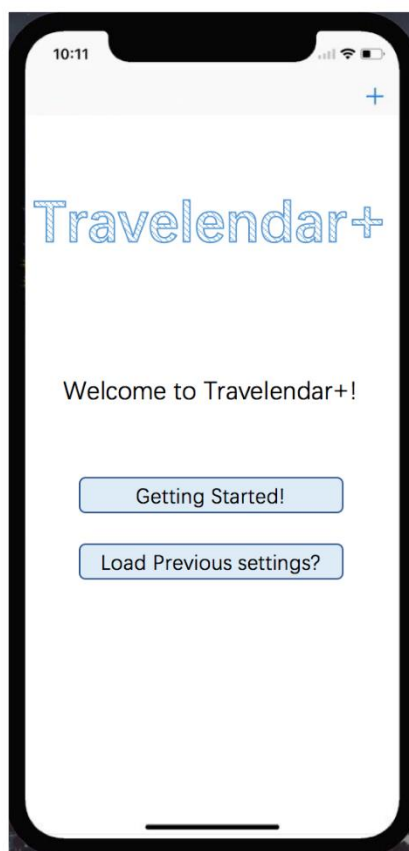 10:11
+
Travelendar+
Welcome to Travelendar+!
Getting Started!
Load Previous settings?